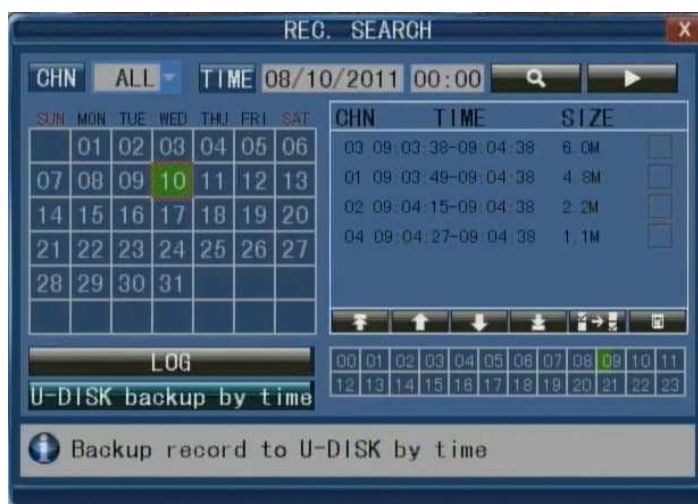 REC. SEARCH
X
CHN ALL TIME 08/10/2011 00:00
SUN MON TUE WED THU FRI SAT
01 02 03 04 05 06
07 08 09 10 11 12 13
14 15 16 17 18 19 20
21 22 23 24 25 26 27
28 29 30 31
CHN TIME SIZE
03 09:03:38-09:04:38 6.0M
01 09:03:49-09:04:38 4.8M
02 09:04:15-09:04:38 2.2M
04 09:04:27-09:04:38 1.1M
LOG
U-DISK backup by time
00 01 02 03 04 05 06 07 08 09 10 11
12 13 14 15 16 17 18 19 20 21 22 23
Backup record to U-DISK by time